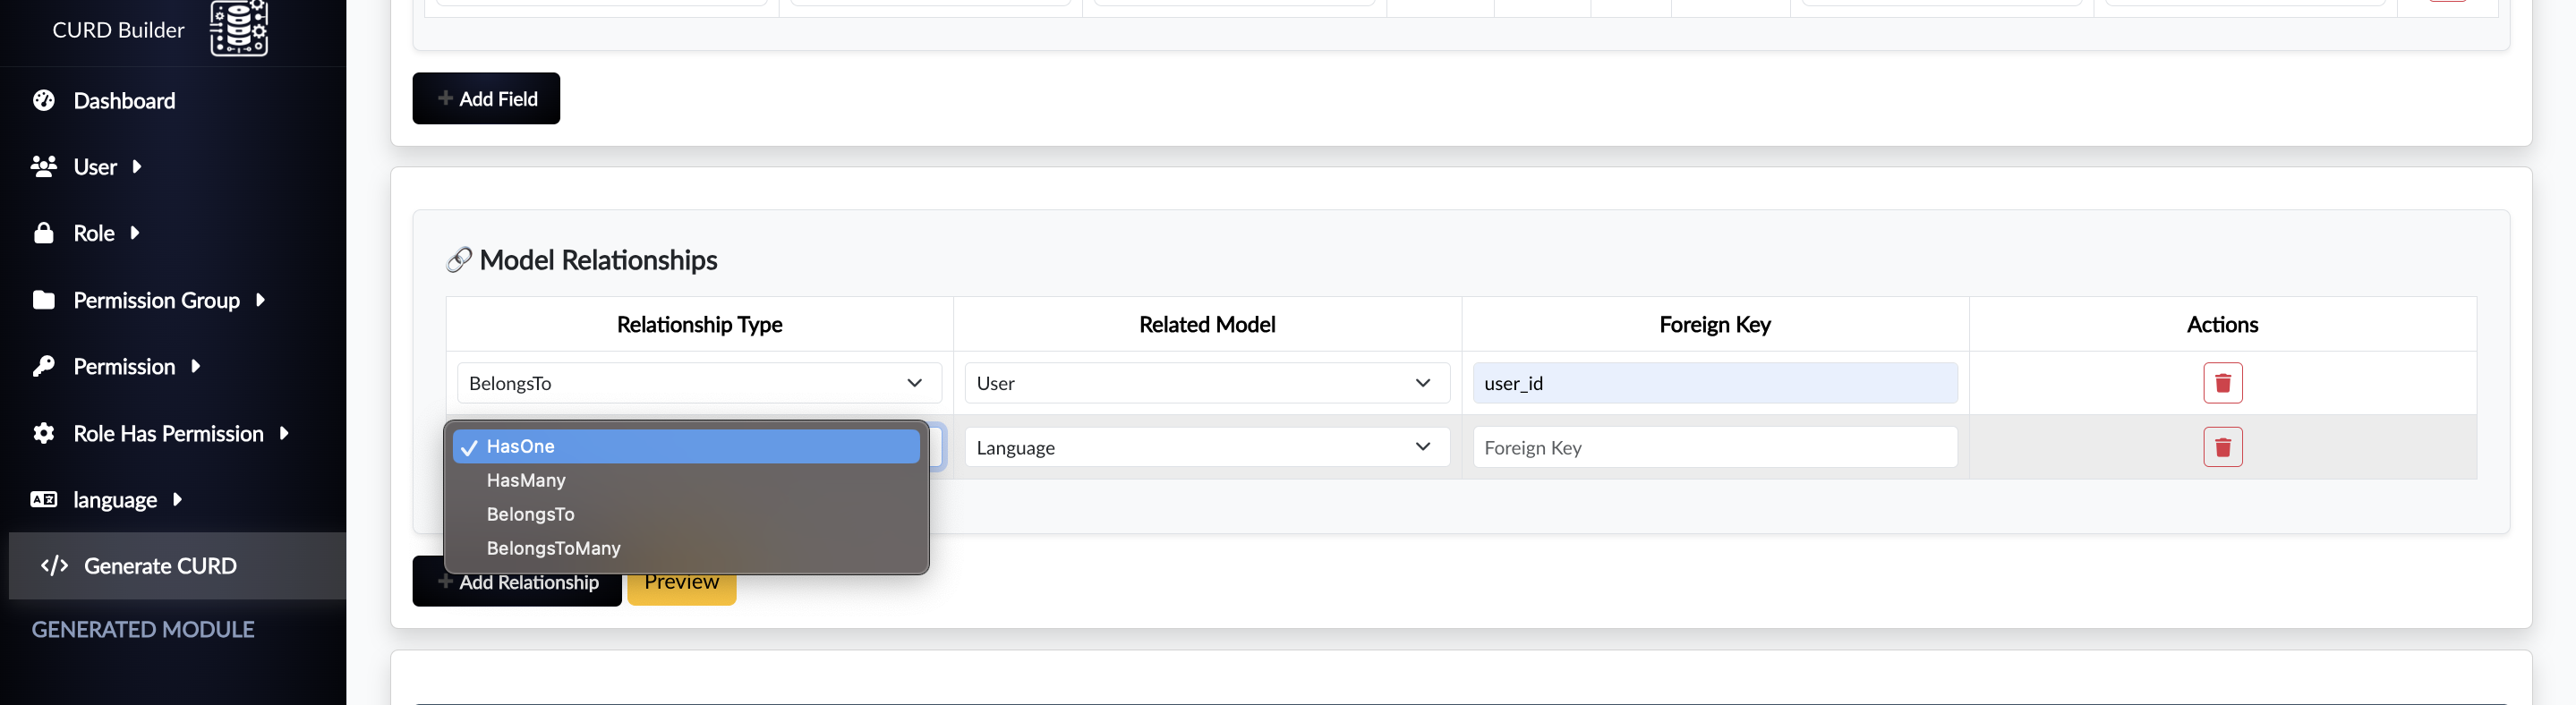 CURD Builder
Dashboard
User
Role
Permission Group
Permission
Role Has Permission
language
Generate CURD
GENERATED MODULE
Add Field
Model Relationships
Relationship Type Related Model Foreign Key Actions
BelongsTo User user_id
HasOne Language Foreign Key
HasMany
BelongsTo
BelongsToMany
Add Relationship Preview